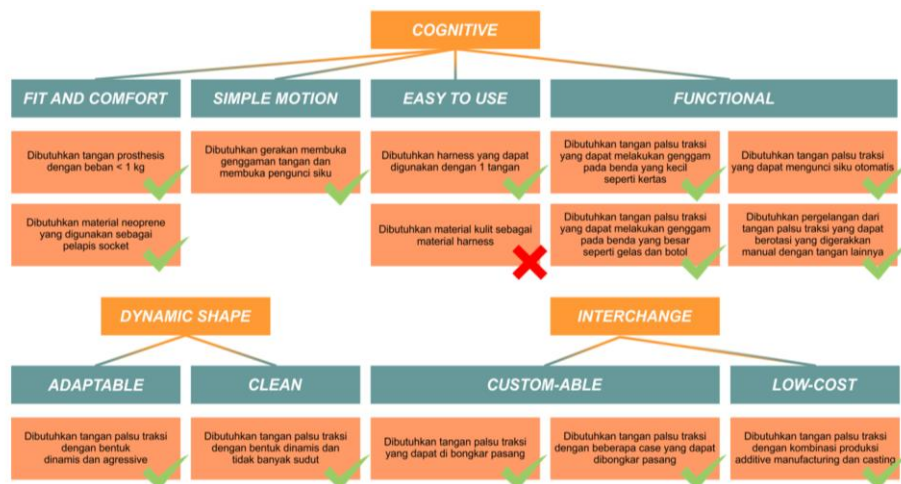 COGNITIVE
FIT AND COMFORT
SIMPLE MOTION
EASY TO USE
FUNCTIONAL
Dibutuhkan tangan prosthesis
dengan beban < 1 kg
Dibutuhkan gerakan membuka
genggaman tangan dan
membuka pengunci siku
Dibutuhkan harness yang dapat
digunakan dengan 1 tangan
Dibutuhkan tangan palsu traksi
yang dapat melakukan genggam
pada benda yang kecil
seperti kertas
Dibutuhkan tangan palsu traksi
yang dapat mengunci siku otomatis
Dibutuhkan material neoprene
yang digunakan sebagai
pelapis socket
Dibutuhkan material kulit sebagai
material harness
Dibutuhkan tangan palsu traksi
yang dapat melakukan genggam
pada benda yang besar
seperti gelas dan botol
Dibutuhkan pergelangan dari
tangan palsu traksi yang dapat
berotasi yang digerakkan
manual dengan tangan lainnya
DYNAMIC SHAPE
INTERCHANGE
ADAPTABLE
CLEAN
CUSTOM-ABLE
LOW-COST
Dibutuhkan tangan palsu traksi
dengan bentuk
dinamis dan agressive
Dibutuhkan tangan palsu traksi
dengan bentuk dinamis dan
tidak banyak sudut
Dibutuhkan tangan palsu traksi
yang dapat di bongkar pasang
Dibutuhkan tangan palsu traksi
dengan beberapa case yang dapat
dibongkar pasang
Dibutuhkan tangan palsu traksi
dengan kombinasi produksi
additive manufacturing dan casting